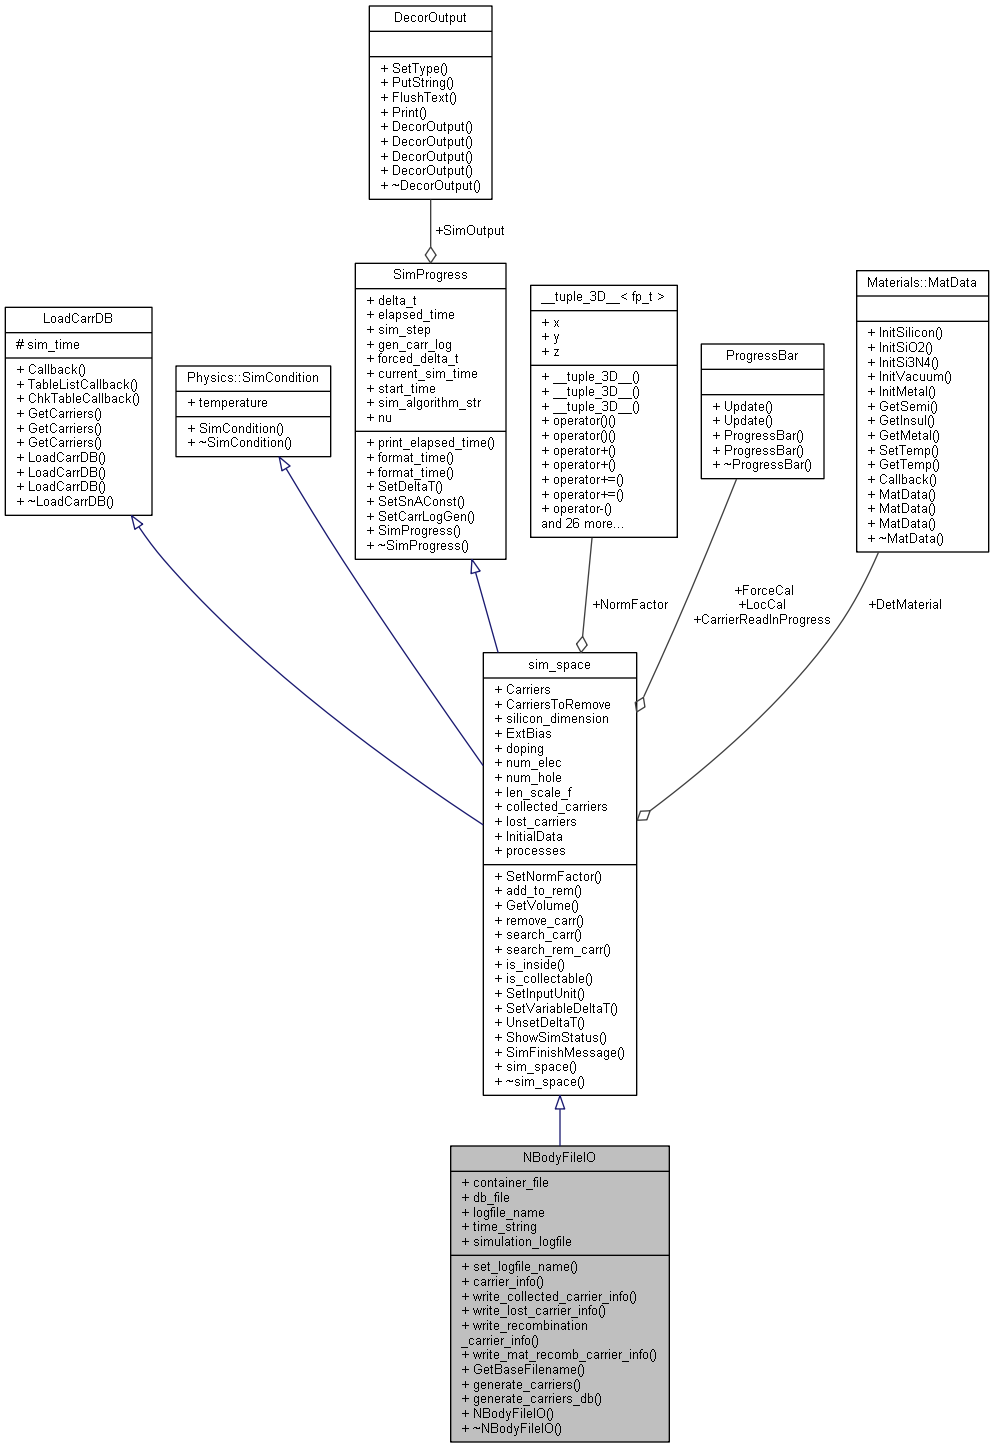 DecorOutput
+ SetType()
+ PutString()
+ FlushText()
+ Print()
+ DecorOutput()
+ DecorOutput()
+ DecorOutput()
+ DecorOutput()
+ ~DecorOutput()
+SimOutput
SimProgress
+ delta_t
+ elapsed_time
+ sim_step
+ gen_carr_log
+ forced_delta_t
+ current_sim_time
+ start_time
+ sim_algorithm_str
+ nu
+ print_elapsed_time()
+ format_time()
+ format_time()
+ SetDeltaT()
+ SetSnAConst()
+ SetCarrLogGen()
+ SimProgress()
+ ~SimProgress()
LoadCarrDB
# sim_time
+ Callback()
+ TableListCallback()
+ ChkTableCallback()
+ GetCarriers()
+ GetCarriers()
+ GetCarriers()
+ LoadCarrDB()
+ LoadCarrDB()
+ LoadCarrDB()
+ ~LoadCarrDB()
Physics::SimCondition
+ temperature
+ SimCondition()
+ ~SimCondition()
__tuple_3D__< fp_t >
+ x
+ y
+ z
+ __tuple_3D__()
+ __tuple_3D__()
+ __tuple_3D__()
+ operator()()
+ operator()()
+ operator+()
+ operator+()
+ operator+=()
+ operator+=()
+ operator-()
and 26 more...
ProgressBar
+ Update()
+ Update()
+ ProgressBar()
+ ProgressBar()
+ ~ProgressBar()
Materials::MatData
+ InitSilicon()
+ InitSiO2()
+ InitSi3N4()
+ InitVacuum()
+ InitMetal()
+ GetSemi()
+ GetInsul()
+ GetMetal()
+ SetTemp()
+ GetTemp()
+ Callback()
+ MatData()
+ MatData()
+ MatData()
+ ~MatData()
+NormFactor
+ForceCal
+LocCal
+CarrierReadInProgress
+DetMaterial
sim_space
+ Carriers
+ CarriersToRemove
+ silicon_dimension
+ ExtBias
+ doping
+ num_elec
+ num_hole
+ len_scale_f
+ collected_carriers
+ lost_carriers
+ InitialData
+ processes
+ SetNormFactor()
+ add_to_rem()
+ GetVolume()
+ remove_carr()
+ search_carr()
+ search_rem_carr()
+ is_inside()
+ is_collectable()
+ SetInputUnit()
+ SetVariableDeltaT()
+ UnsetDeltaT()
+ ShowSimStatus()
+ SimFinishMessage()
+ sim_space()
+ ~sim_space()
NBodyFileIO
+ container_file
+ db_file
+ logfile_name
+ time_string
+ simulation_logfile
+ set_logfile_name()
+ carrier_info()
+ write_collected_carrier_info()
+ write_lost_carrier_info()
+ write_recombination
_carrier_info()
+ write_mat_recomb_carrier_info()
+ GetBaseFilename()
+ generate_carriers()
+ generate_carriers_db()
+ NBodyFileIO()
+ ~NBodyFileIO()